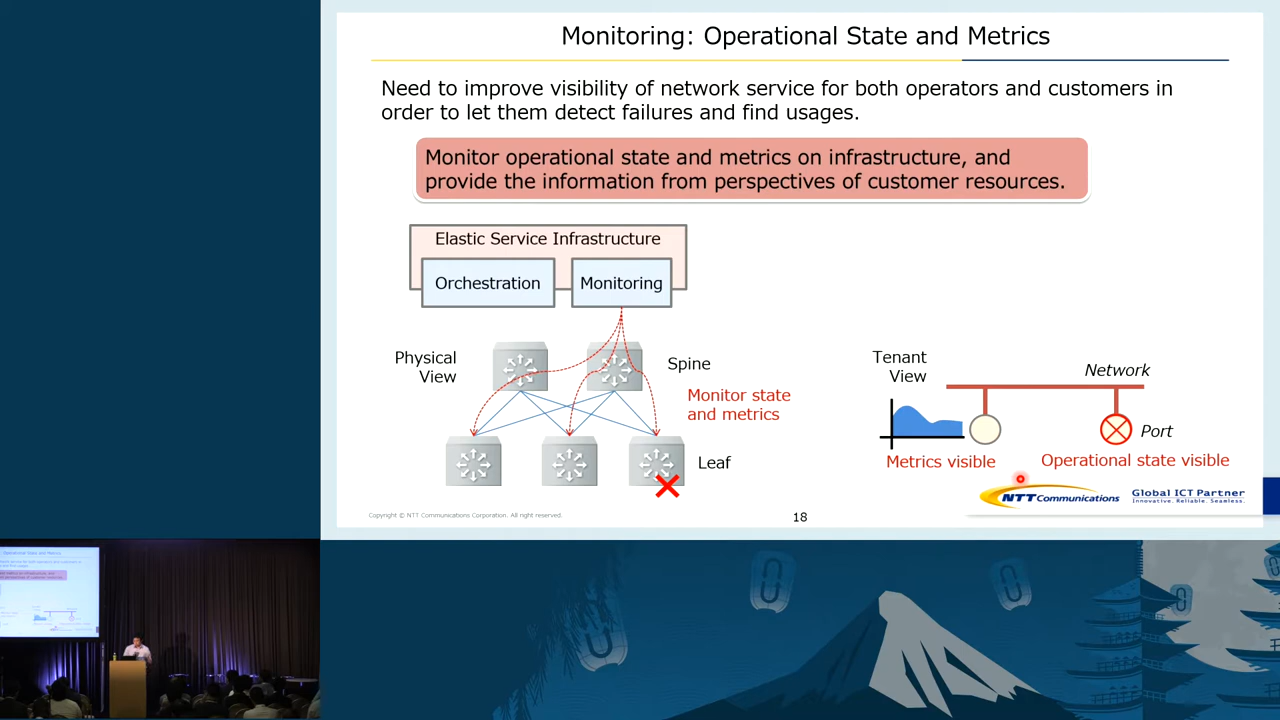 Monitoring: Operational State and Metrics
Need to improve visibility of network service for both operators and customers in
order to let them detect failures and find usages.
Monitor operational state and metrics on infrastructure, and
provide the information from perspectives of customer resources.
Elastic Service Infrastructure
Orchestration
Monitoring
Physical
View
Spine
Monitor state
and metrics
Leaf
Tenant
View
Network
Port
Metrics visible
Operational state visible
NTT Communications
Global ICT Partner
Innovative. Reliable. Seamless.
Copyright © NTT Communications Corporation. All right reserved.
18